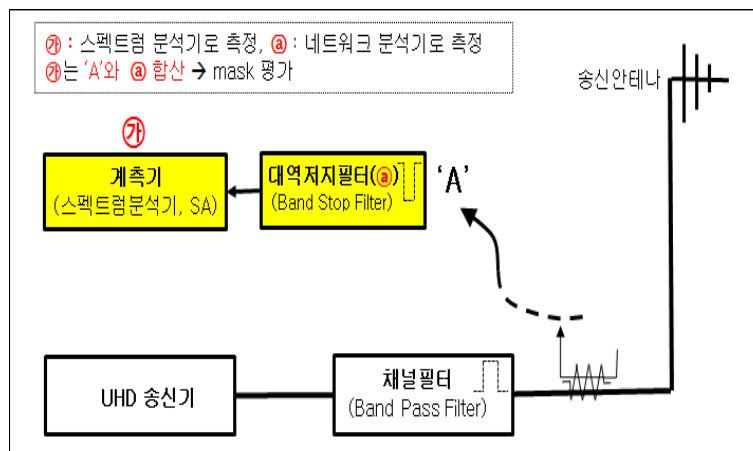 ㉮ : 스펙트럼 분석기로 측정, ⓐ : 네트워크 분석기로 측정
㉮는 ‘A’와 ⓐ 합산 → mask 평가
송신안테나
㉮
계측기
(스펙트럼분석기, SA)
대역저지필터(ⓐ)
(Band Stop Filter)
‘A’
UHD 송신기
채널필터
(Band Pass Filter)